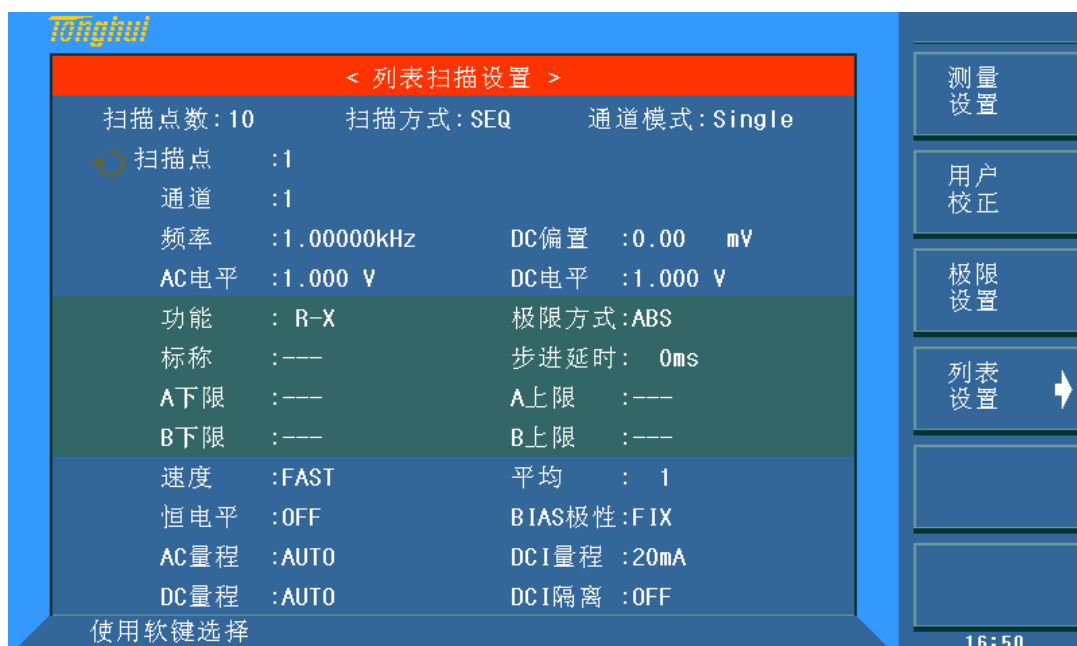 Tonghui
< 列表扫描设置 >
扫描点数:10 扫描方式:SEQ 通道模式:Single
扫描点 :1
通道 :1
频率 :1.00000kHz DC偏置 :0.00 mV
AC电平 :1.000 V DC电平 :1.000 V
功能 : R-X 极限方式:ABS
标称 :--- 步进延时: 0ms
A下限 :--- A上限 :---
B下限 :--- B上限 :---
速度 :FAST 平均 : 1
恒电平 :OFF BIAS极性:FIX
AC量程 :AUTO DCI量程 :20mA
DC量程 :AUTO DCI隔离 :OFF
使用软键选择
测量
设置
用户
校正
极限
设置
列表
设置
16:50